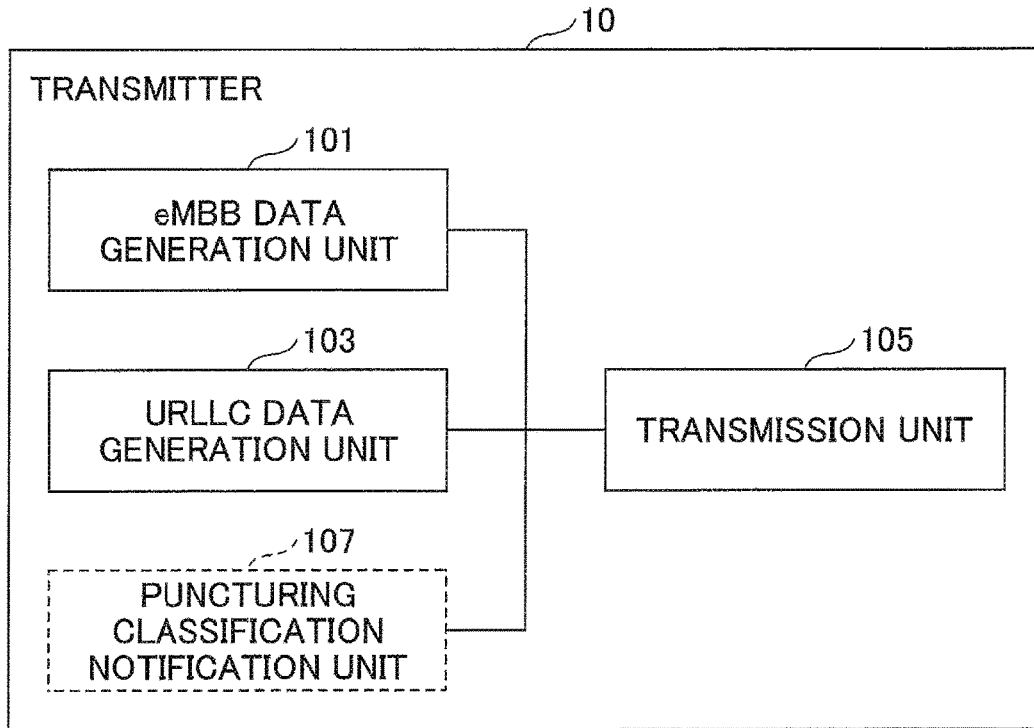 10
TRANSMITTER
101
eMBB DATA
GENERATION UNIT
103
URLLC DATA
GENERATION UNIT
105
TRANSMISSION UNIT
107
PUNCTURING
CLASSIFICATION
NOTIFICATION UNIT